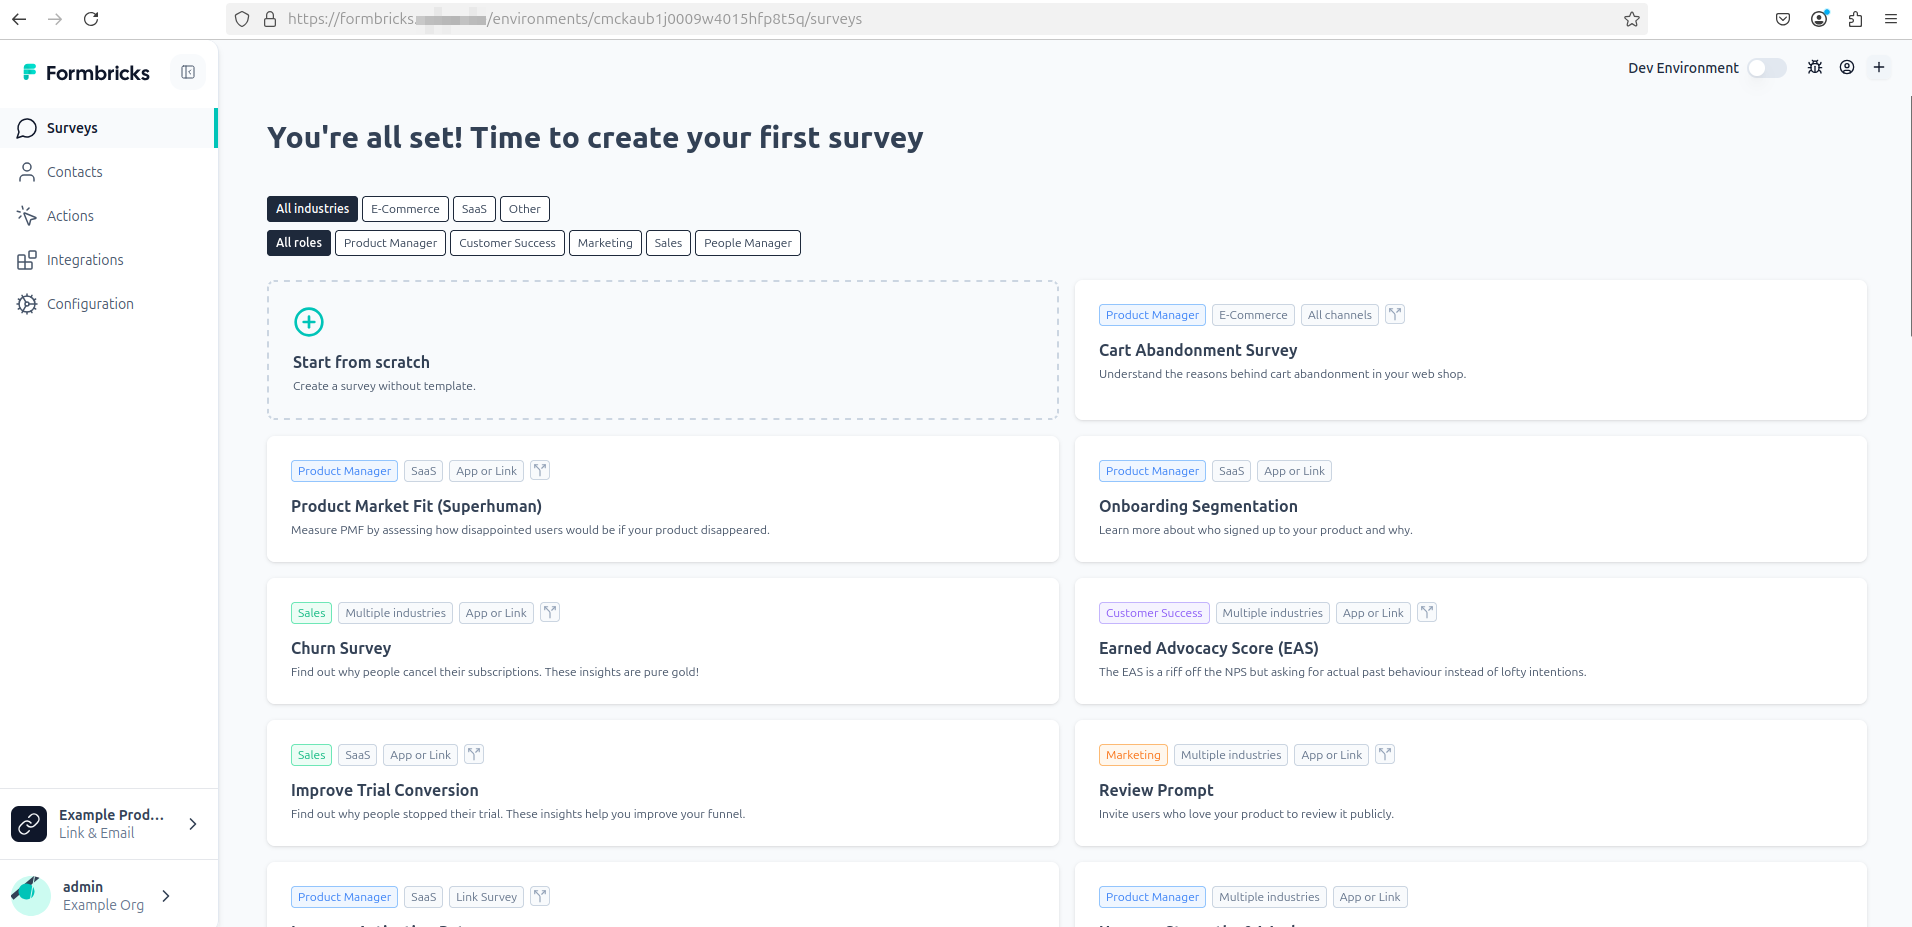 https://formbricks. /environments/cmckaub1j0009w4015hfp8t5q/surveys
Formbricks
Dev Environment
Surveys
Contacts
Actions
Integrations
Configuration
You're all set! Time to create your first survey
All industries E-Commerce SaaS Other
All roles Product Manager Customer Success Marketing Sales People Manager
Start from scratch
Create a survey without template.
Product Manager E-Commerce All channels
Cart Abandonment Survey
Understand the reasons behind cart abandonment in your web shop.
Product Manager SaaS App or Link
Product Market Fit (Superhuman)
Measure PMF by assessing how disappointed users would be if your product disappeared.
Product Manager SaaS App or Link
Onboarding Segmentation
Learn more about who signed up to your product and why.
Sales Multiple industries App or Link
Churn Survey
Find out why people cancel their subscriptions. These insights are pure gold!
Customer Success Multiple industries App or Link
Earned Advocacy Score (EAS)
The EAS is a riff off the NPS but asking for actual past behaviour instead of lofty intentions.
Sales SaaS App or Link
Improve Trial Conversion
Find out why people stopped their trial. These insights help you improve your funnel.
Marketing Multiple industries App or Link
Review Prompt
Invite users who love your product to review it publicly.
Product Manager SaaS Link Survey
Product Manager Multiple industries App or Link
Example Prod...
Link & Email
admin
Example Org